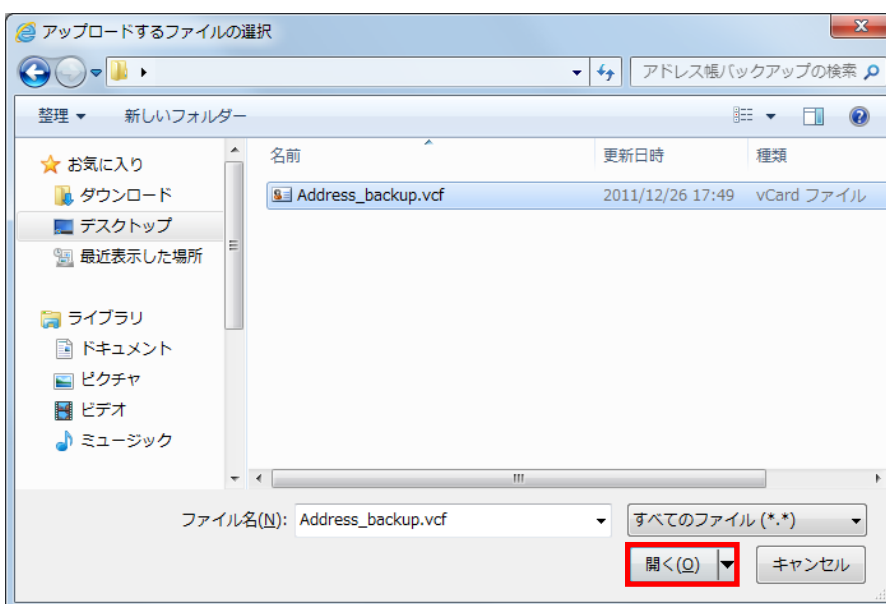 アップロードするファイルの選択
アドレス帳バックアップの検索
整理
新しいフォルダー
お気に入り
ダウンロード
デスクトップ
最近表示した場所
ライブラリ
ドキュメント
ピクチャ
ビデオ
ミュージック
名前 更新日時 種類
Address_backup.vcf 2011/12/26 17:49 vCard ファイル
ファイル名(N): Address_backup.vcf すべてのファイル (*.*)
開く(O) キャンセル